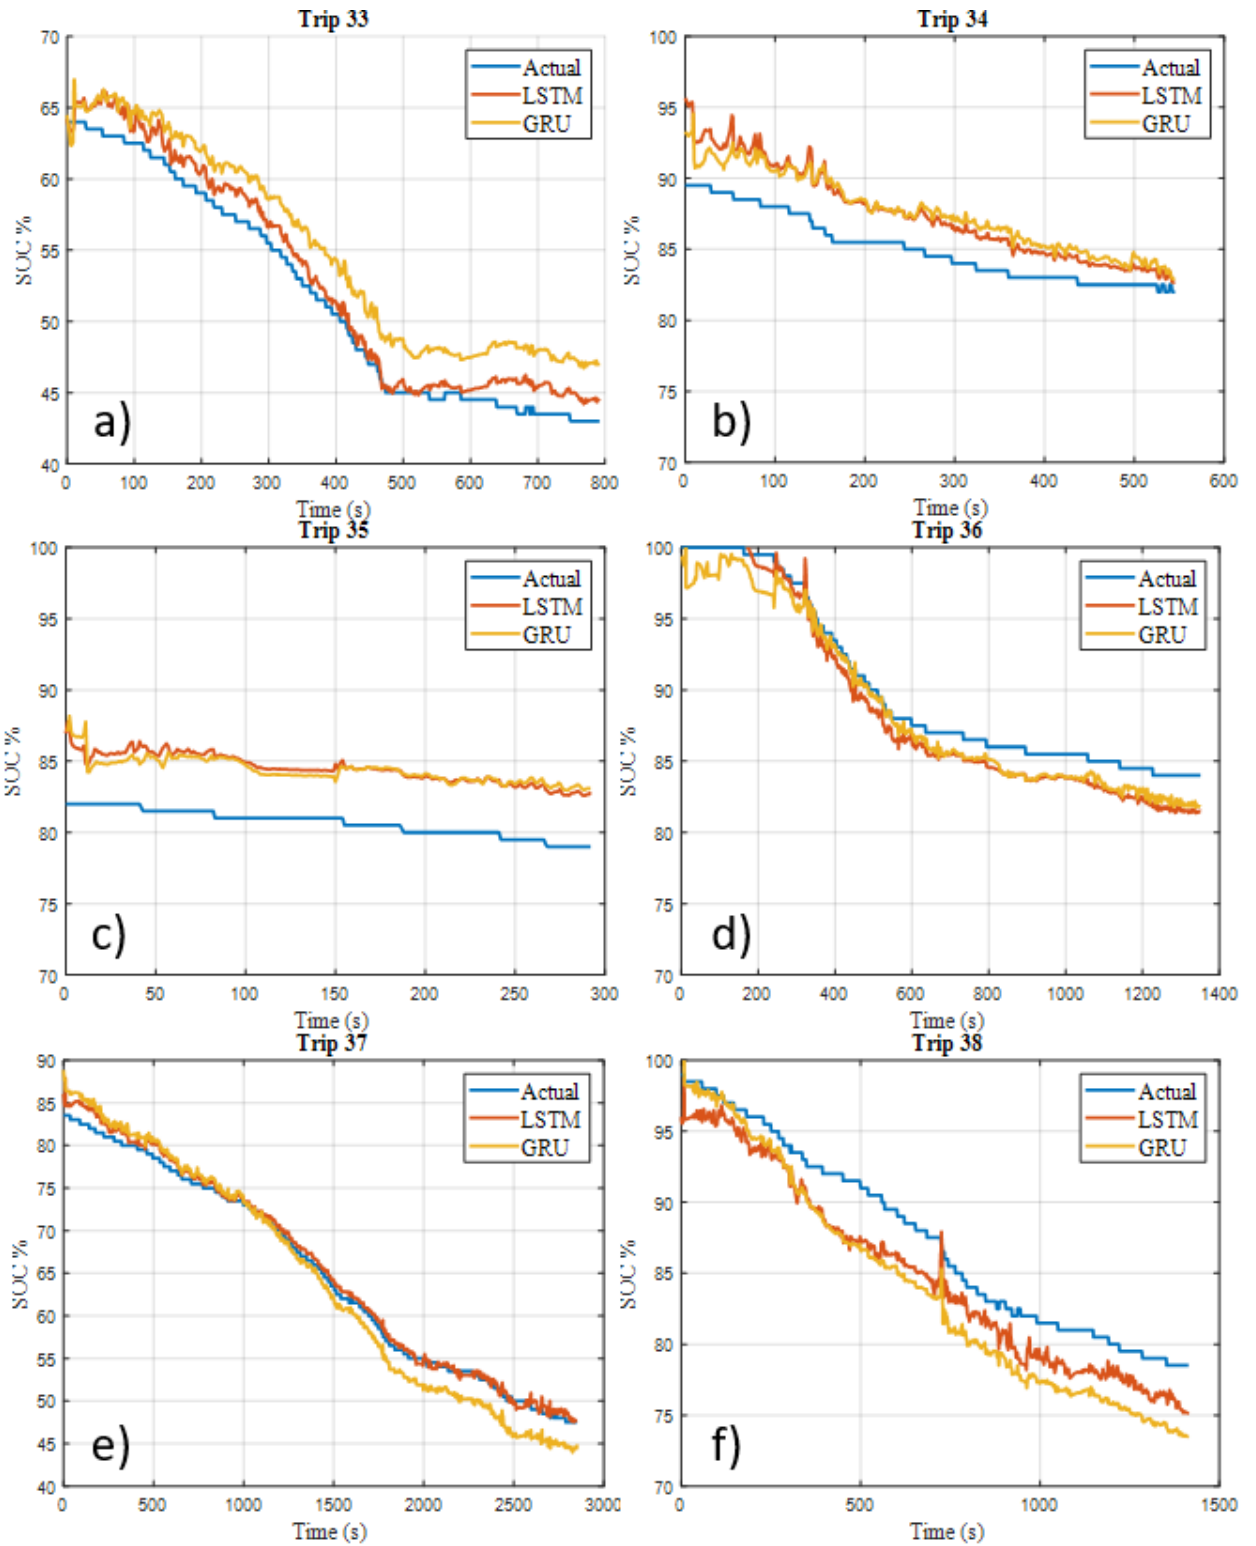 Trip 33
70
65
60
55
50
45
40
SOC %
Actual
LSTM
GRU
a)
0 100 200 300 400 500 600 700 800
Time (s)
Trip 34
100
95
90
85
80
75
70
SOC %
Actual
LSTM
GRU
b)
0 100 200 300 400 500 600
Time (s)
Trip 35
100
95
90
85
80
75
70
SOC %
Actual
LSTM
GRU
c)
0 50 100 150 200 250 300
Time (s)
Trip 36
100
95
90
85
80
75
70
SOC %
Actual
LSTM
GRU
d)
0 200 400 600 800 1000 1200 1400
Time (s)
Trip 37
90
85
80
75
70
65
60
55
50
45
40
SOC %
Actual
LSTM
GRU
e)
0 500 1000 1500 2000 2500 3000
Time (s)
Trip 38
100
95
90
85
80
75
70
SOC %
Actual
LSTM
GRU
f)
0 500 1000 1500
Time (s)